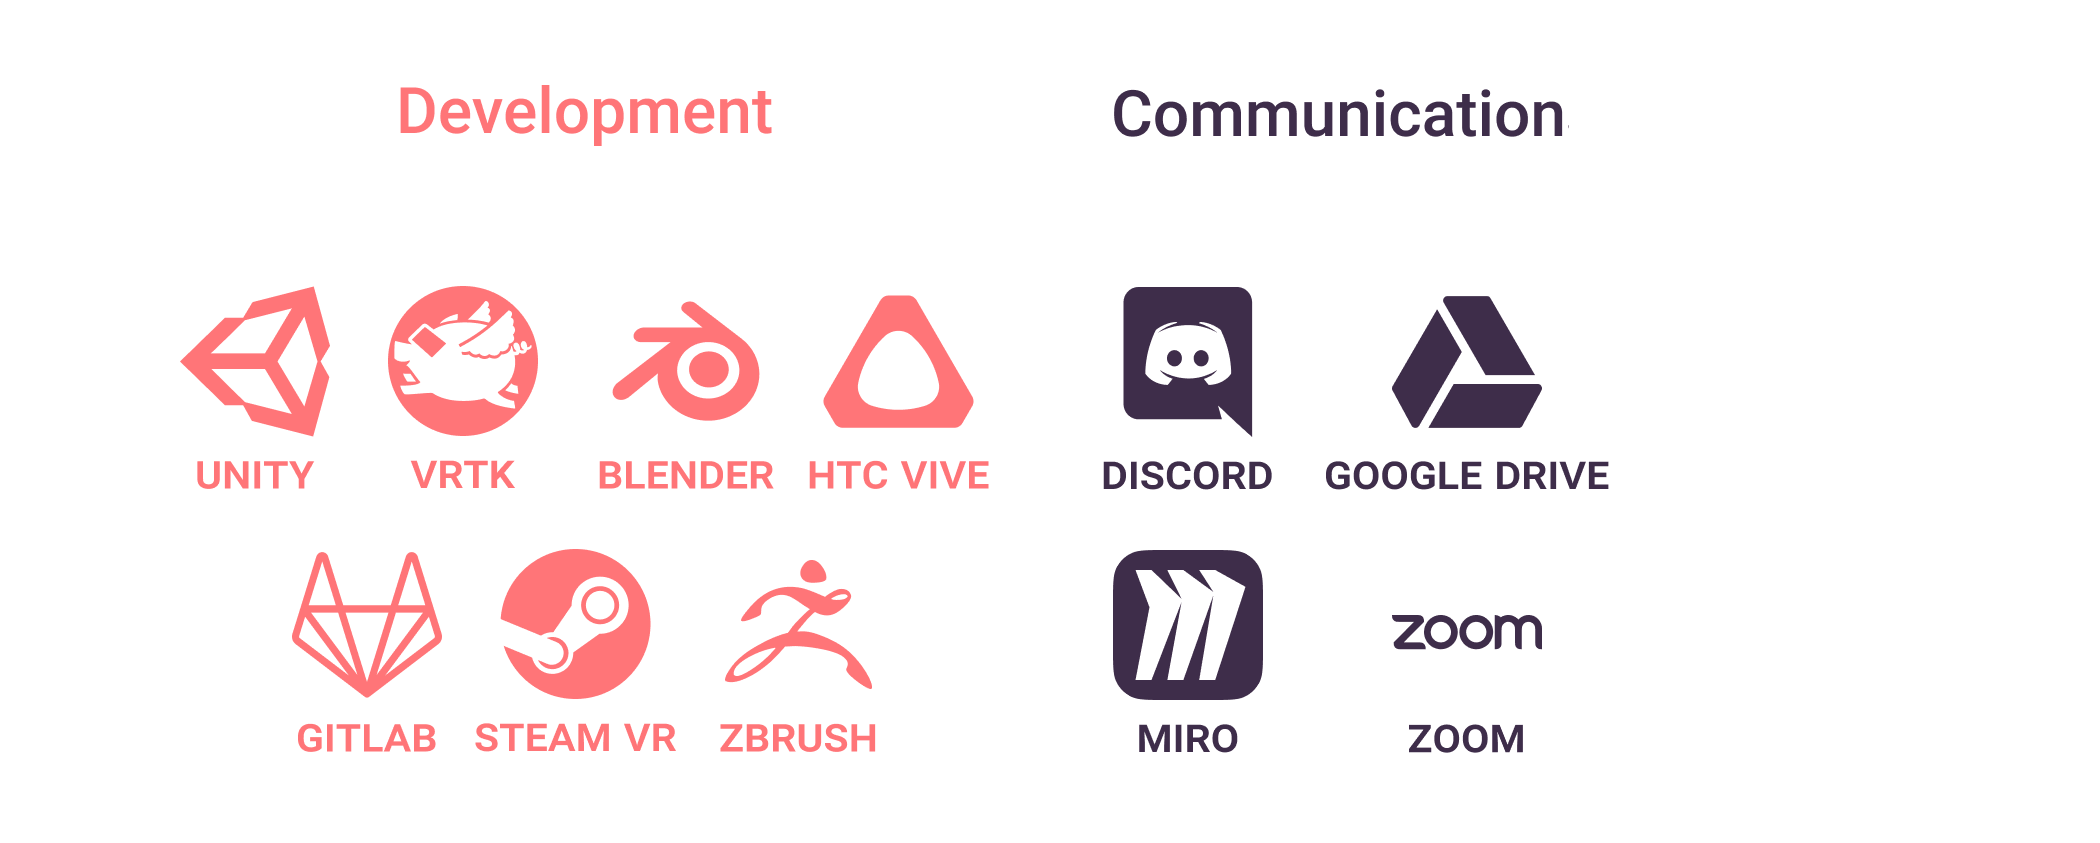 Development
Communication
UNITY
VRTK
BLENDER
HTC VIVE
DISCORD
GOOGLE DRIVE
zoom
GITLAB
STEAM VR
ZBRUSH
MIRO
ZOOM